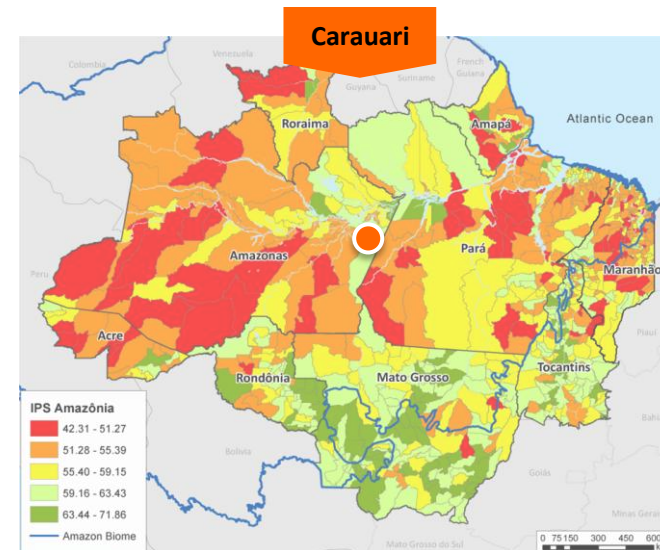 Carauari
Venezuela
Colombia
Guyana
Suriname
French
Guiana
Roraima
Amapá
Atlantic Ocean
Amazonas
Pará
Maranhão
Peru
Acre
Piauí
Rondônia
Mato Grosso
Tocantins
IPS Amazônia
42.31 - 51.27
51.28 - 55.39
55.40 - 59.15
59.16 - 63.43
63.44 - 71.86
Amazon Biome
Bolivia
Bahi
Goiás
Minas Gerai
Mato Grosso do Sul
0 75 150 300 450 600